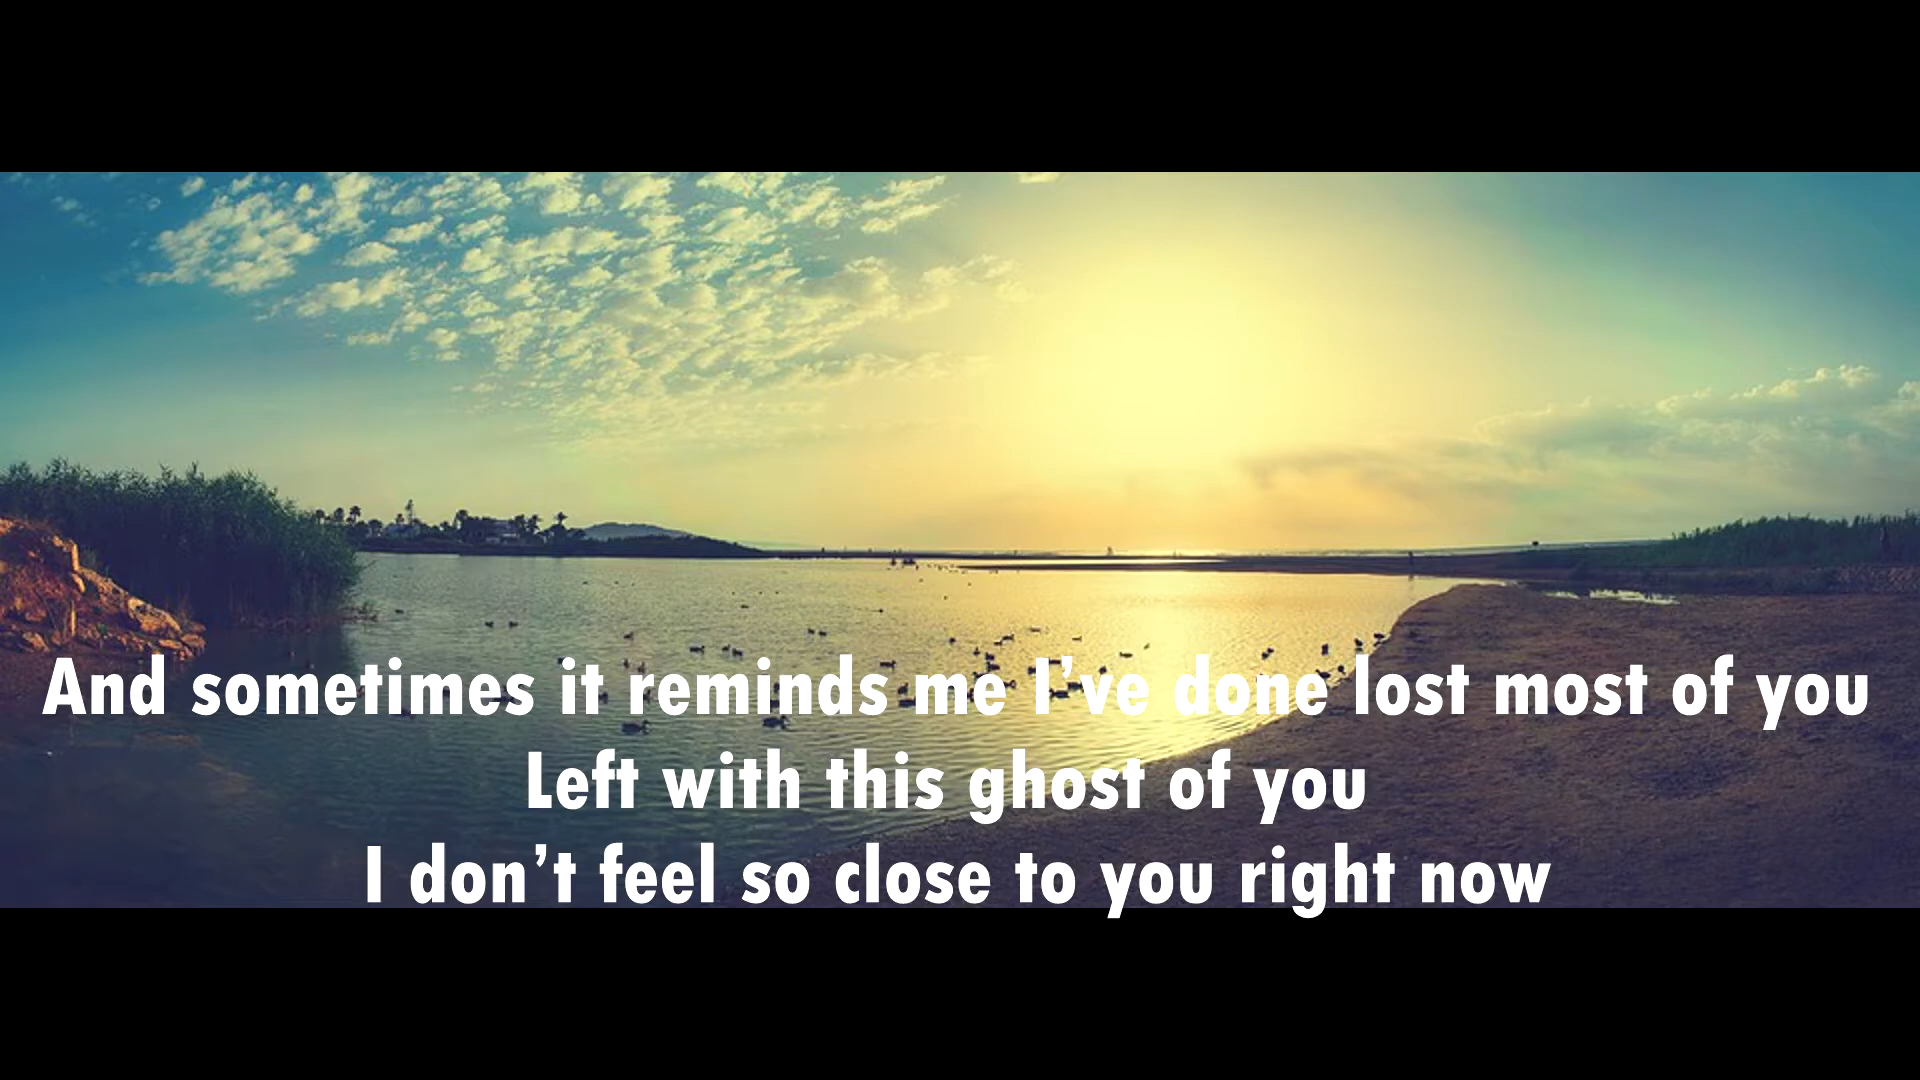 And sometimes it reminds me I’ve done lost most of you
Left with this ghost of you
I don’t feel so close to you right now